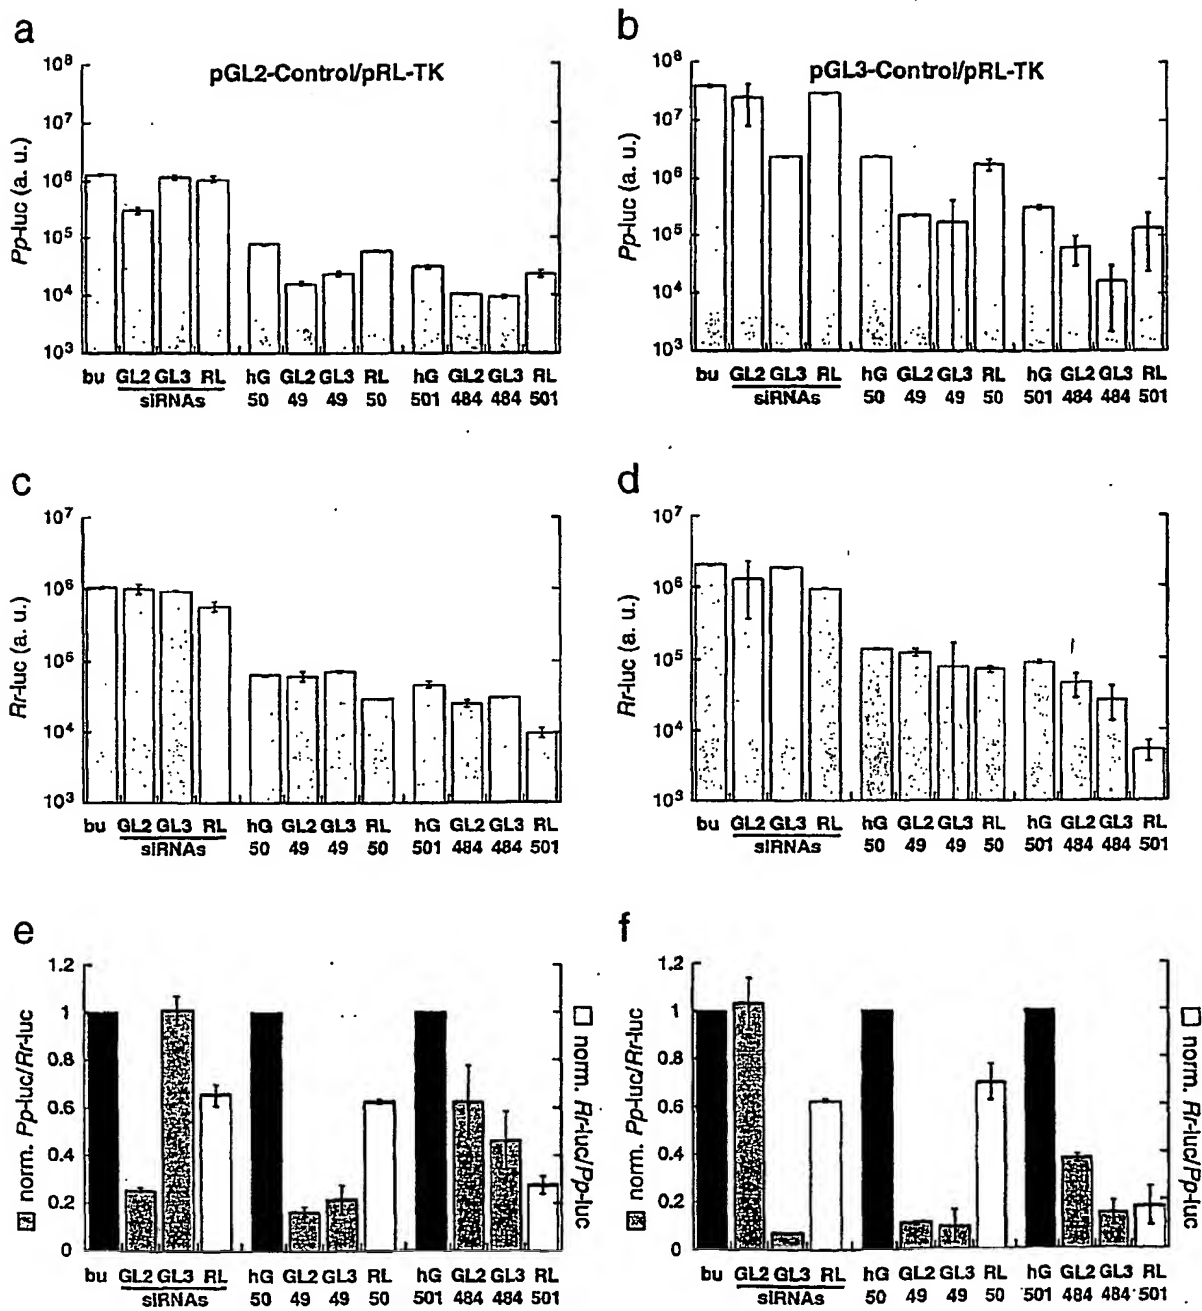 a
pGL2-Control/pRL-TK
Pp-luc (a. u.)
10⁸
10⁷
10⁶
10⁵
10⁴
10³
bu GL2 GL3 RL hG GL2 GL3 RL hG GL2 GL3 RL
siRNAs 50 49 49 50 501 484 484 501
b
pGL3-Control/pRL-TK
Pp-luc (a. u.)
10⁸
10⁷
10⁶
10⁵
10⁴
10³
bu GL2 GL3 RL hG GL2 GL3 RL hG GL2 GL3 RL
siRNAs 50 49 49 50 501 484 484 501
c
Rr-luc (a. u.)
10⁷
10⁶
10⁵
10⁴
10³
bu GL2 GL3 RL hG GL2 GL3 RL hG GL2 GL3 RL
siRNAs 50 49 49 50 501 484 484 501
d
Rr-luc (a. u.)
10⁷
10⁶
10⁵
10⁴
10³
bu GL2 GL3 RL hG GL2 GL3 RL hG GL2 GL3 RL
siRNAs 50 49 49 50 501 484 484 501
e
norm. Pp-luc/Rr-luc
1.2
1
0.8
0.6
0.4
0.2
0
norm. Rr-luc/Pp-luc
bu GL2 GL3 RL hG GL2 GL3 RL hG GL2 GL3 RL
siRNAs 50 49 49 50 501 484 484 501
f
norm. Pp-luc/Rr-luc
1.2
1
0.8
0.6
0.4
0.2
0
norm. Rr-luc/Pp-luc
bu GL2 GL3 RL hG GL2 GL3 RL hG GL2 GL3 RL
siRNAs 50 49 49 50 501 484 484 501